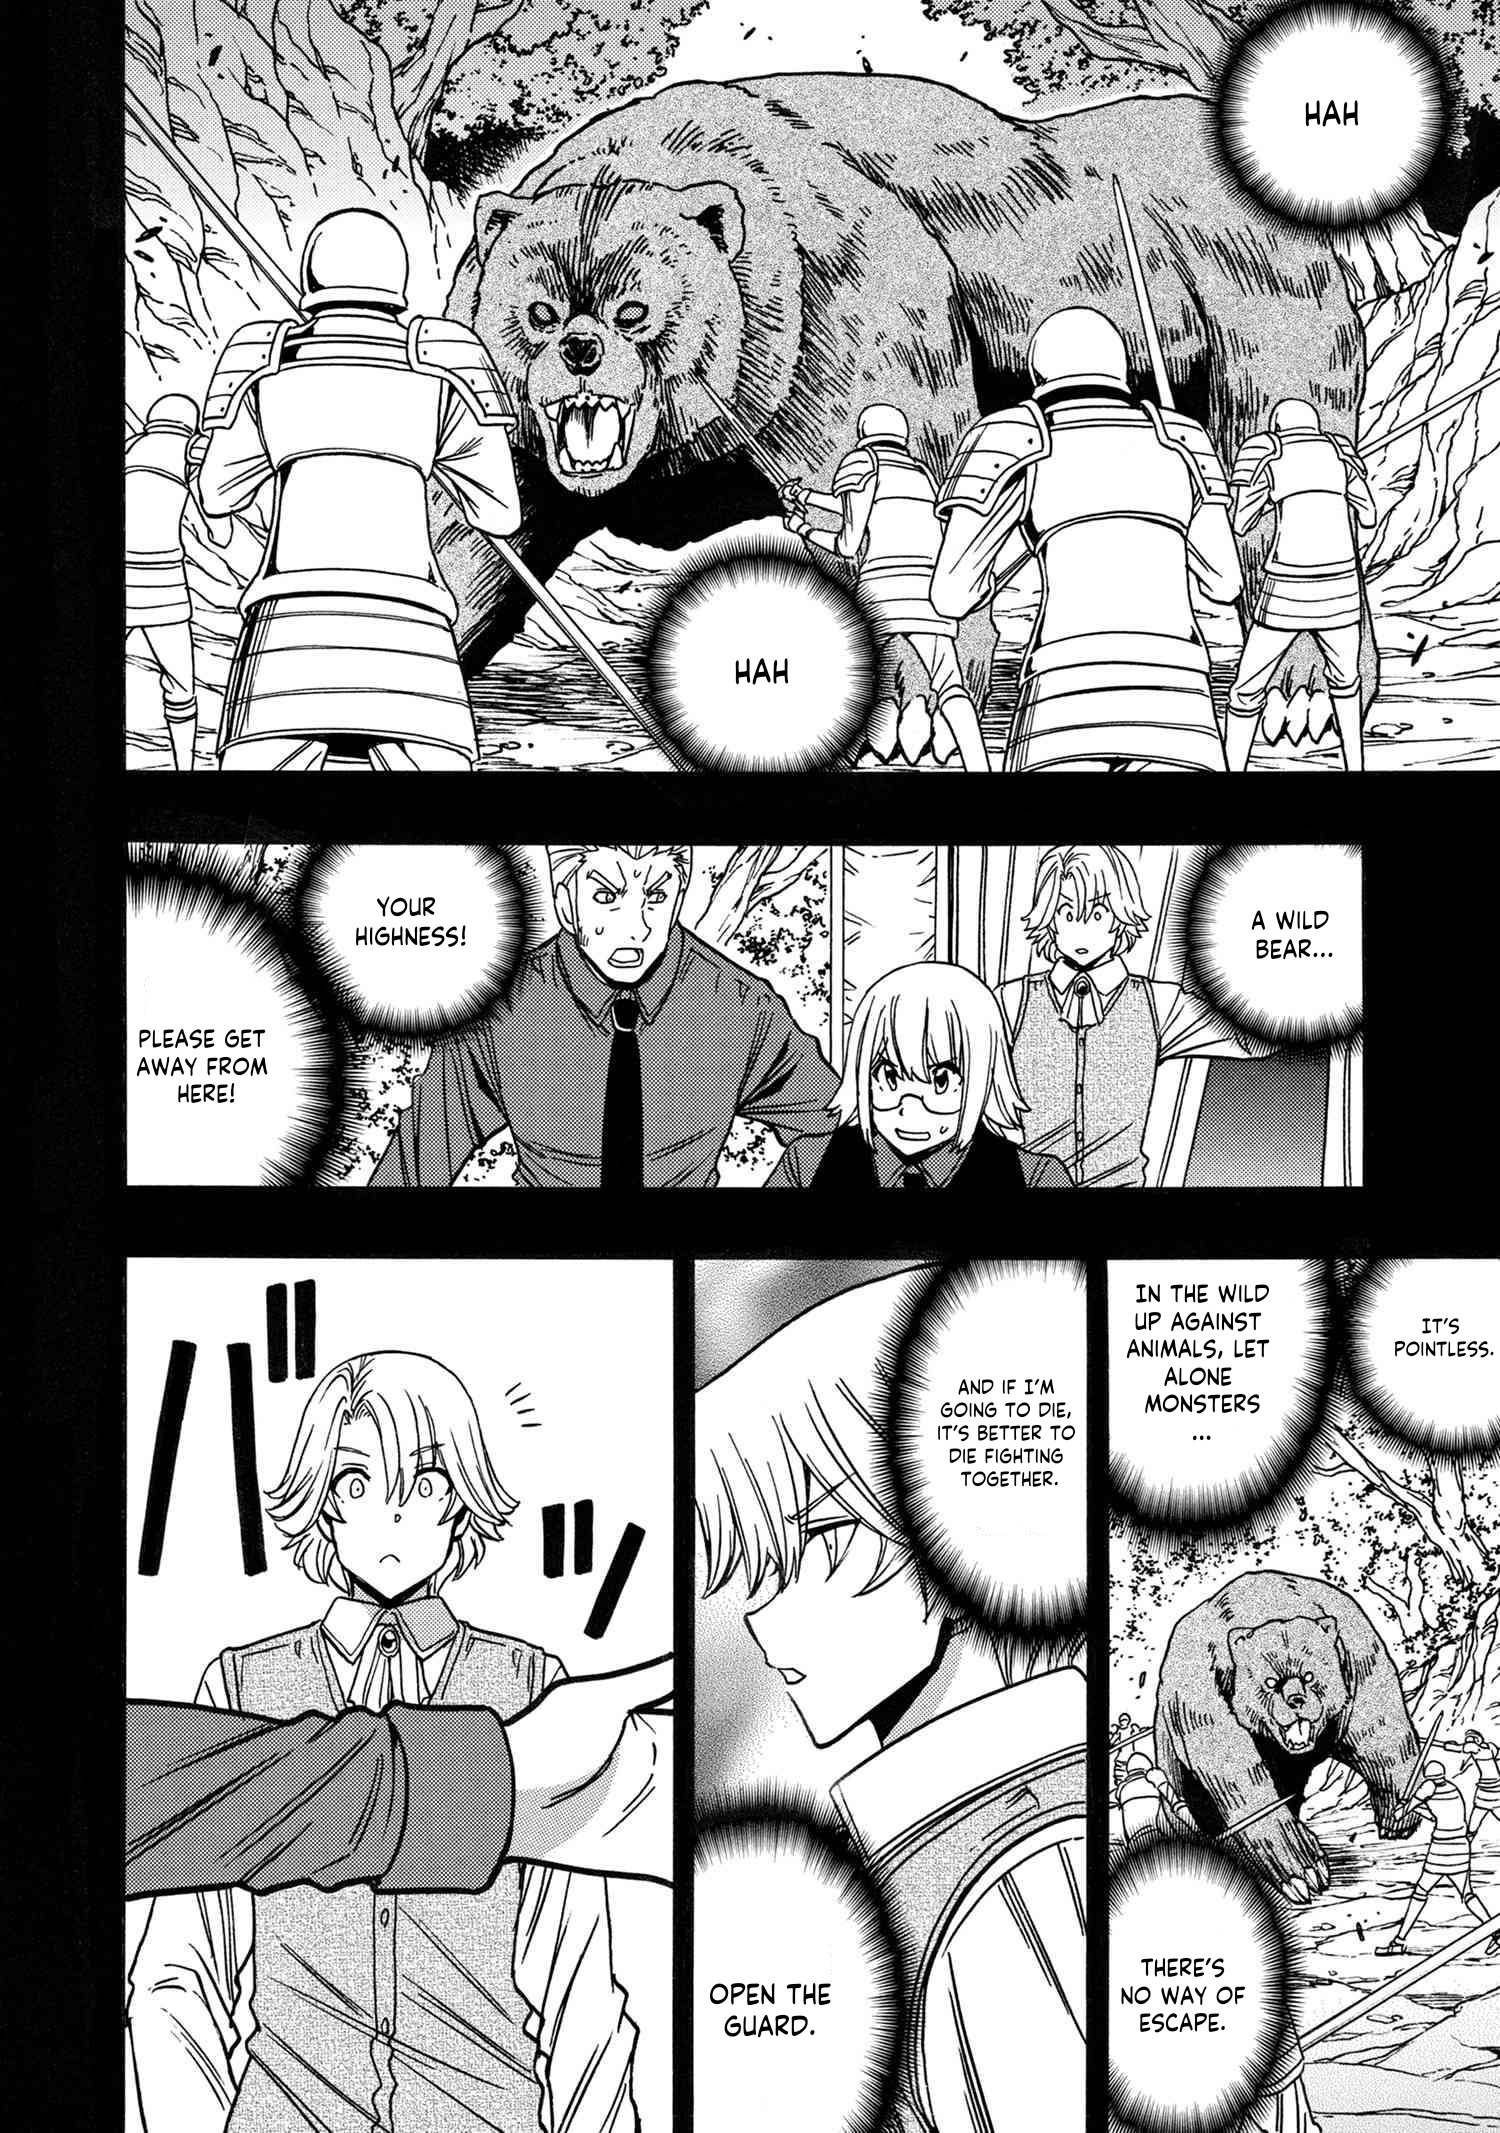 HAH
HAH
A WILD
BEAR...
YOUR
HIGHNESS!
PLEASE GET
AWAY FROM
HERE!
IT'S
POINTLESS.
IN THE WILD
UP AGAINST
ANIMALS, LET
ALONE
MONSTERS
...
THERE'S
NO WAY OF
ESCAPE.
AND IF I'M
GOING TO DIE,
IT'S BETTER TO
DIE FIGHTING
TOGETHER.
OPEN THE
GUARD.